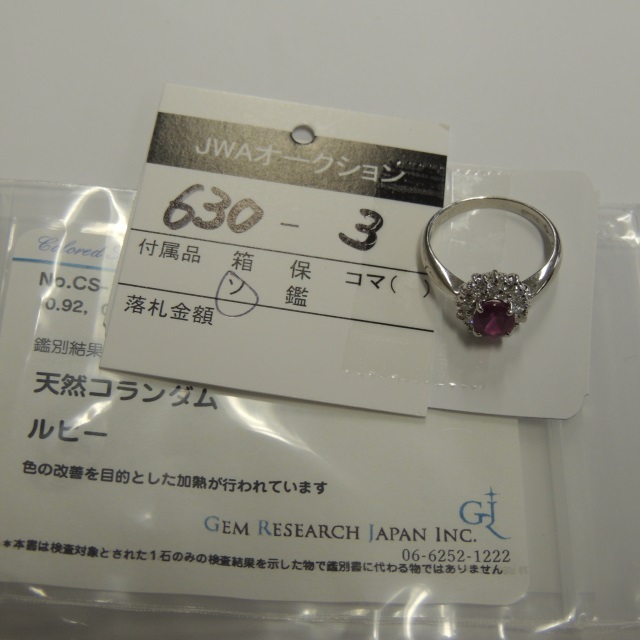 JWAオークション
630 - 3
付属品 箱 保 コマ( )
ソ 鑑
落札金額
Colored
No.CS-
0.92,
鑑別結果
天然コランダム
ルビー
色の改善を目的とした加熱が行われています
GEM RESEARCH JAPAN INC.
06-6252-1222
*本書は検査対象とされた1石のみの検査結果を示した物で鑑別書に代わる物ではありません。